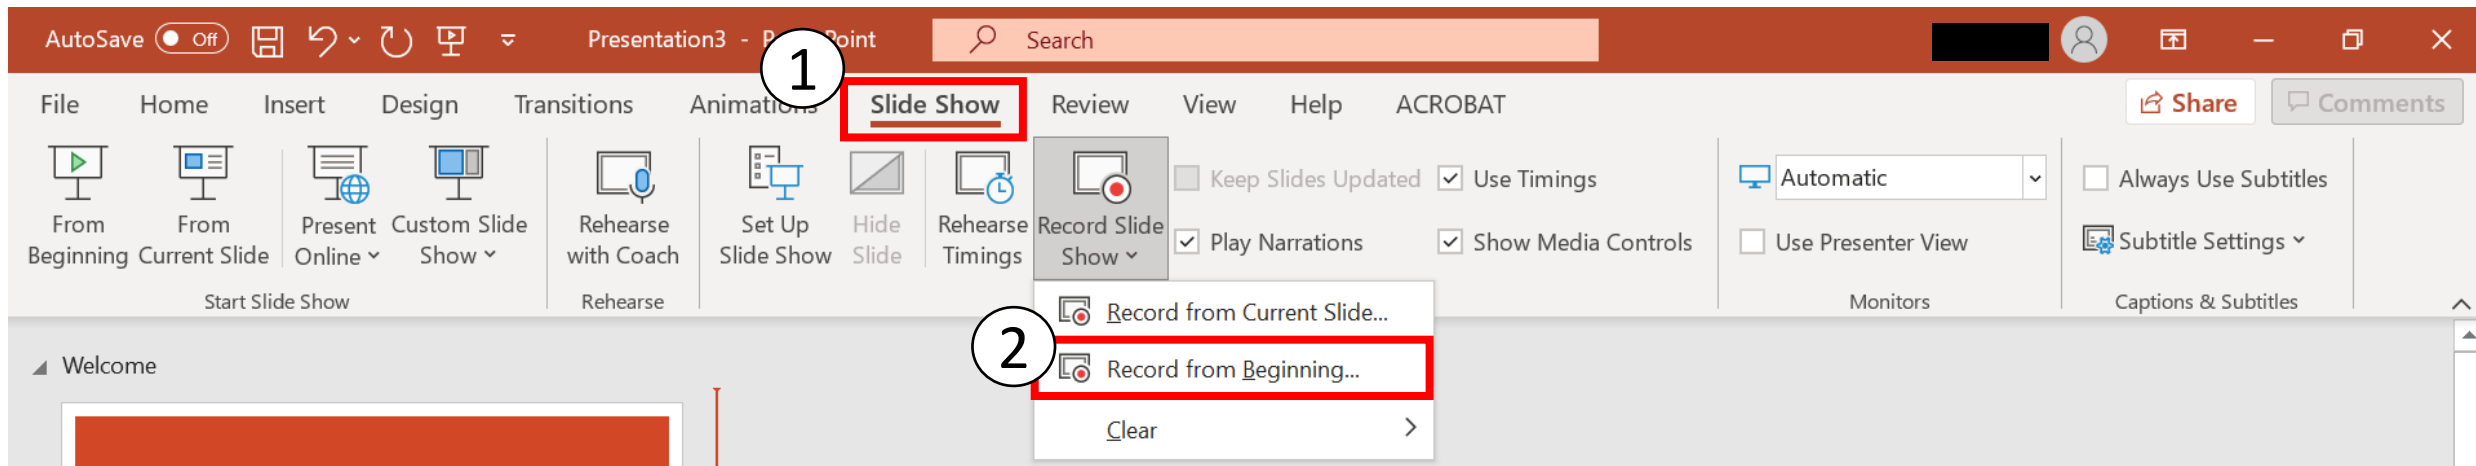 AutoSave Off Presentation3 - P Point Search
1
File Home Insert Design Transitions Animations Slide Show Review View Help ACROBAT Share Comments
From Beginning
From Current Slide
Present Online
Custom Slide Show
Start Slide Show
Rehearse with Coach
Rehearse
Set Up Slide Show
Hide Slide
Rehearse Timings
Record Slide Show
Keep Slides Updated
Play Narrations
Use Timings
Show Media Controls
Automatic
Use Presenter View
Monitors
Always Use Subtitles
Subtitle Settings
Captions & Subtitles
Record from Current Slide...
2
Record from Beginning...
Clear
Welcome